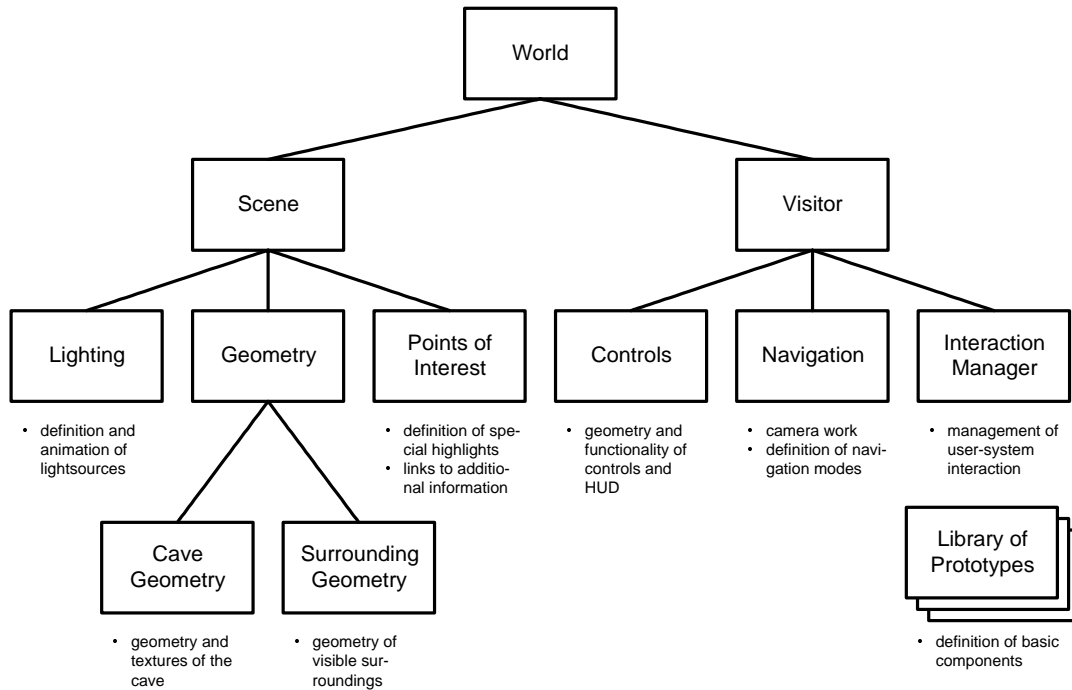 World
Scene
Visitor
Lighting
Geometry
Points of
Interest
Controls
Navigation
Interaction
Manager
• definition and
animation of
lightsources
• definition of spe-
cial highlights
• links to additio-
nal information
• geometry and
functionality of
controls and
HUD
• camera work
• definition of navi-
gation modes
• management of
user-system
interaction
Cave
Geometry
Surrounding
Geometry
Library of
Prototypes
• geometry and
textures of the
cave
• geometry of
visible sur-
roundings
• definition of basic
components